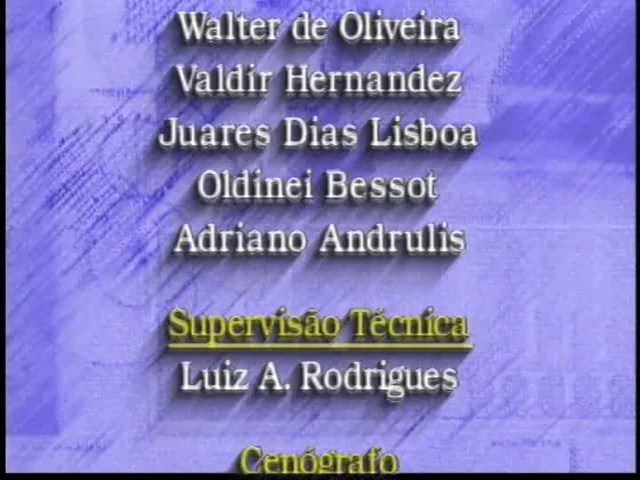 Walter de Oliveira
Valdir Hernandez
Juares Dias Lisboa
Oldinei Bessot
Adriano Andrulis
Supervisão Técnica
Luiz A. Rodrigues
Cenógrafo